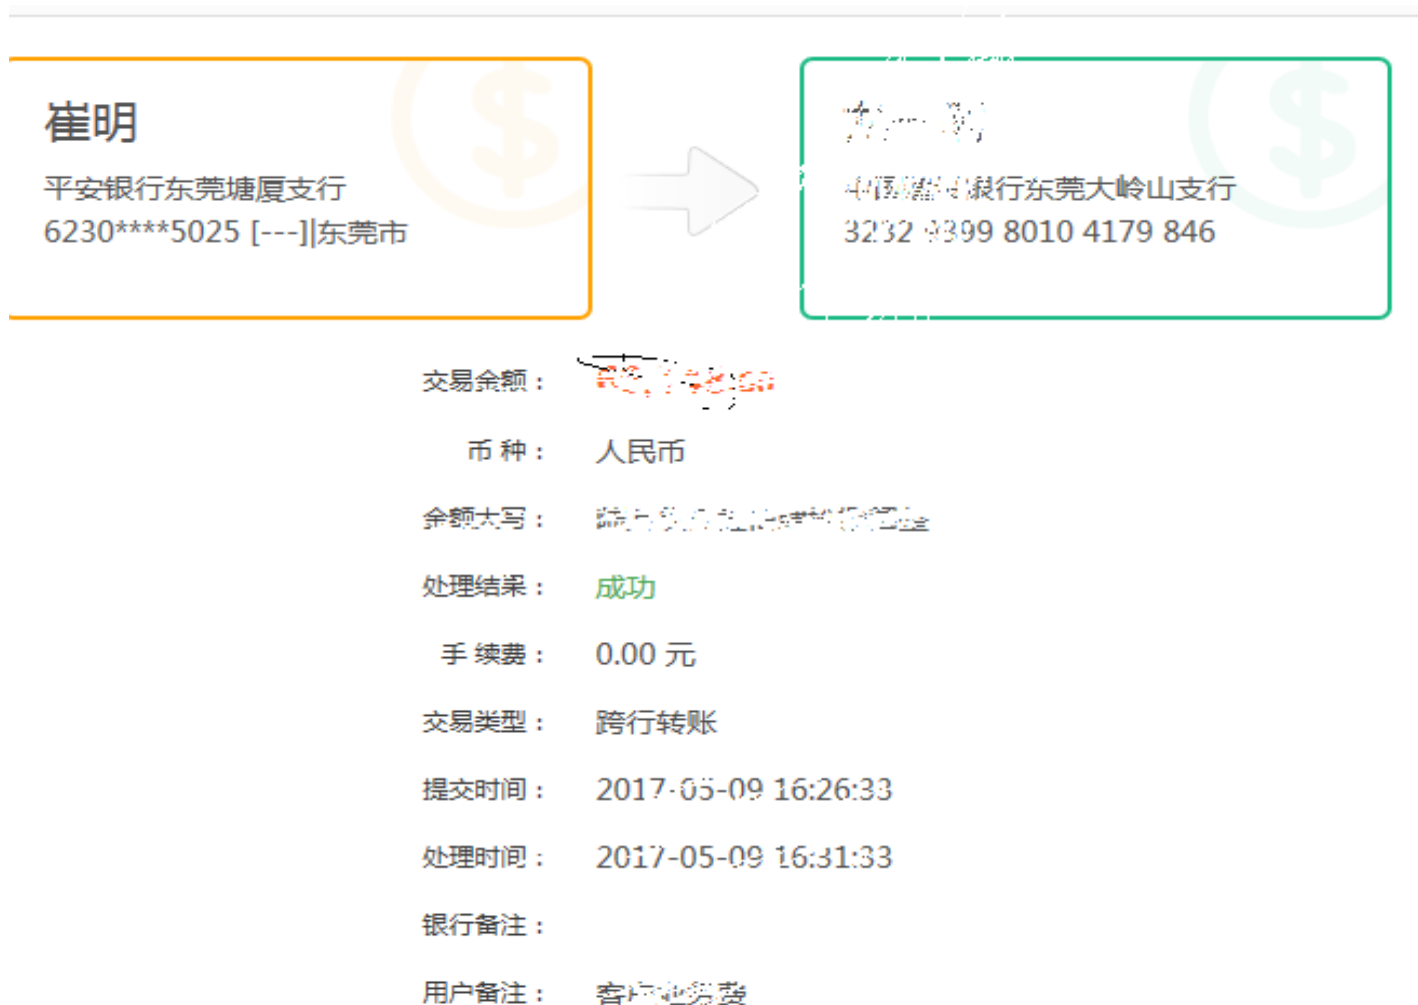 崔明
平安银行东莞塘厦支行
6230****5025 [---]|东莞市
银行东莞大岭山支行
8010 4179 846
交易金额：
币 种： 人民币
金额大写：
处理结果： 成功
手 续费： 0.00 元
交易类型： 跨行转账
提交时间： 2017-05-09 16:26:33
处理时间： 2017-05-09 16:31:33
银行备注：
用户备注：